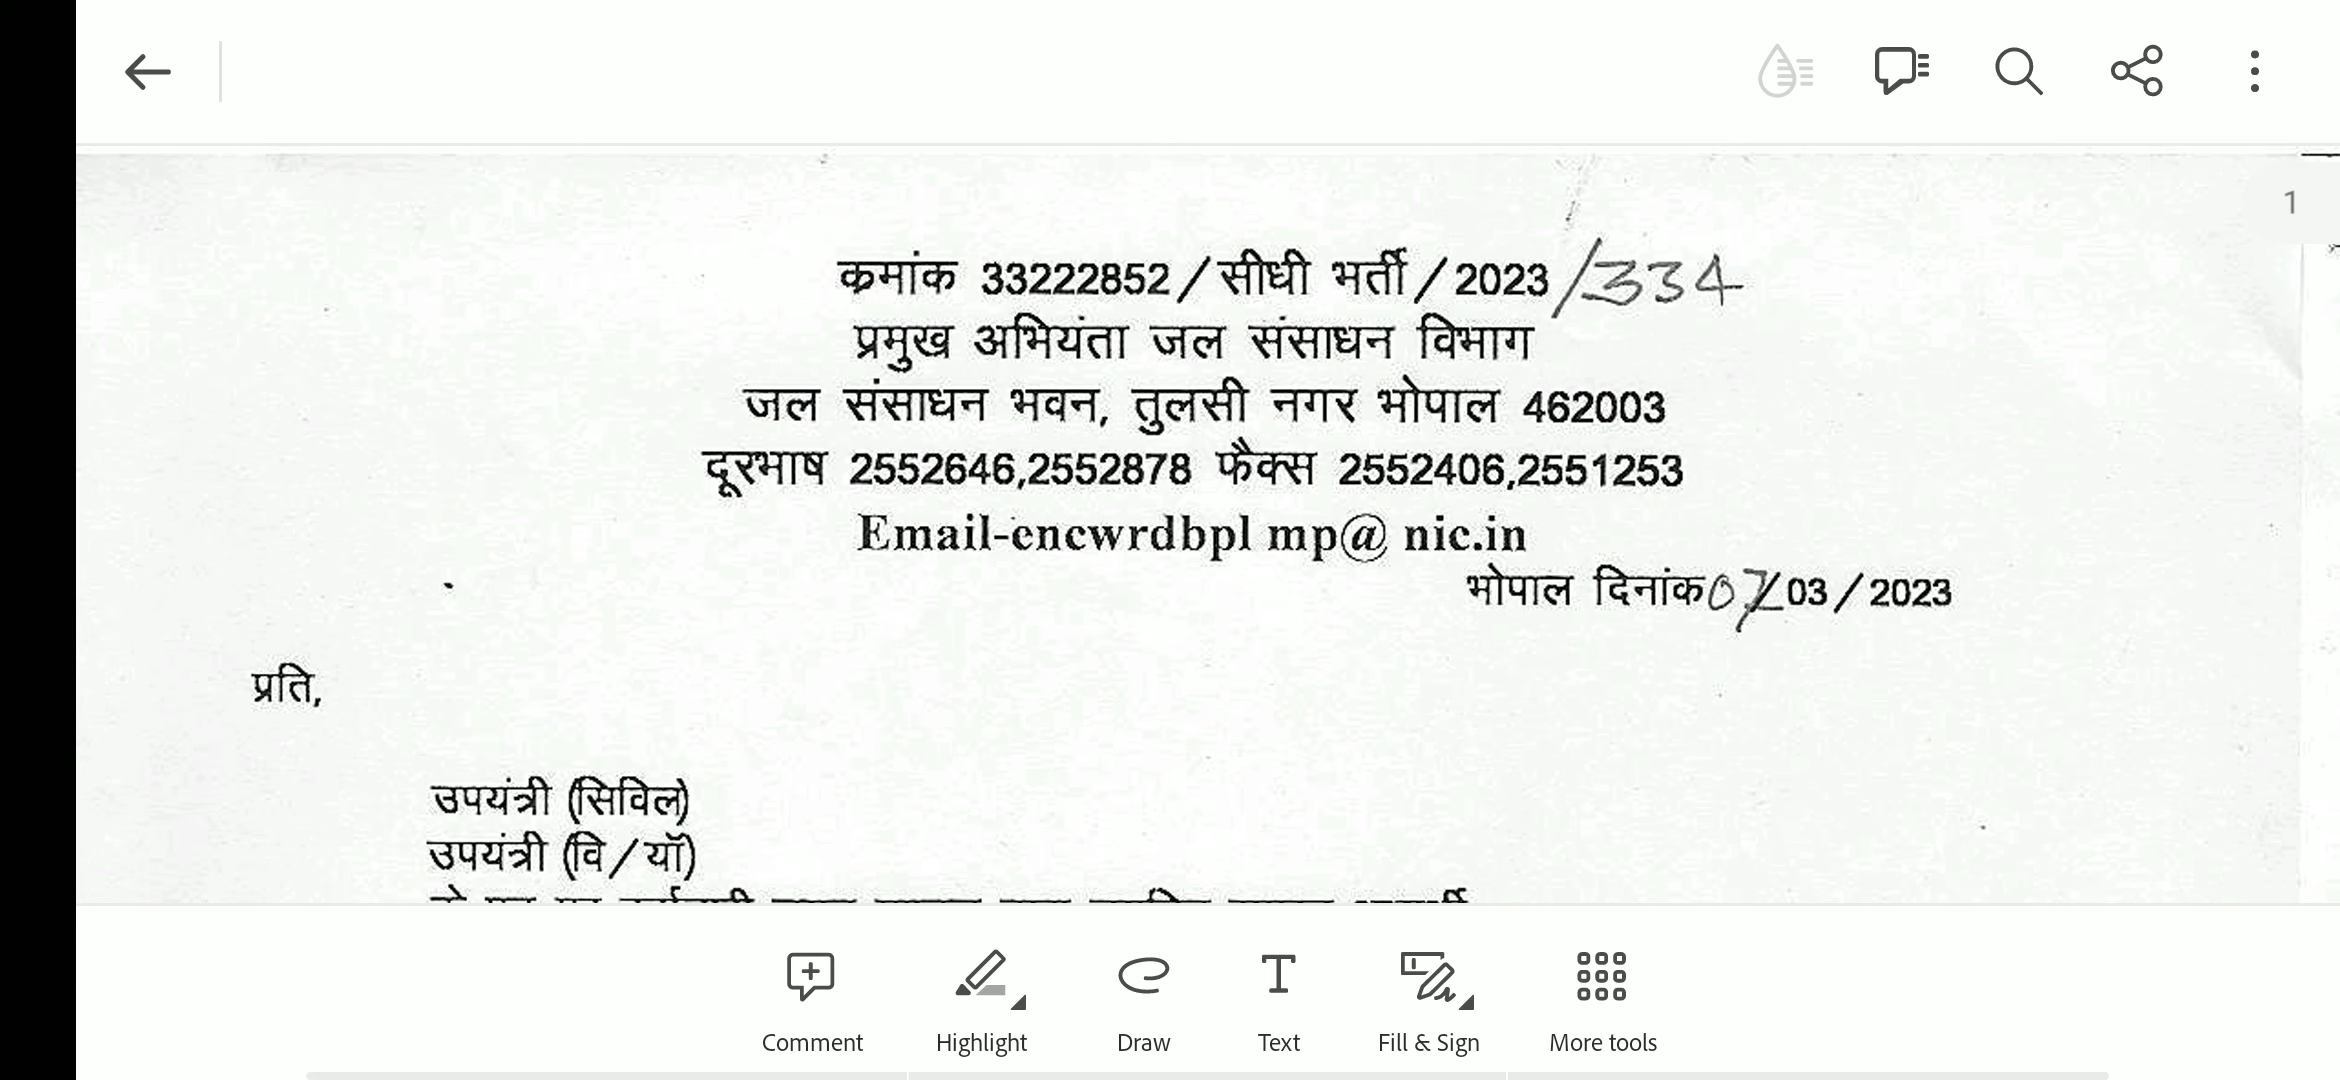 1
क्रमांक 33222852/सीधी भर्ती/2023/334
प्रमुख अभियंता जल संसाधन विभाग
जल संसाधन भवन, तुलसी नगर भोपाल 462003
दूरभाष 2552646,2552878 फैक्स 2552406,2551253
Email-encwrdbpl mp@ nic.in
भोपाल दिनांक 07/03/2023
प्रति,
उपयंत्री (सिविल)
उपयंत्री (वि/यॉ)
Comment Highlight Draw Text Fill & Sign More tools